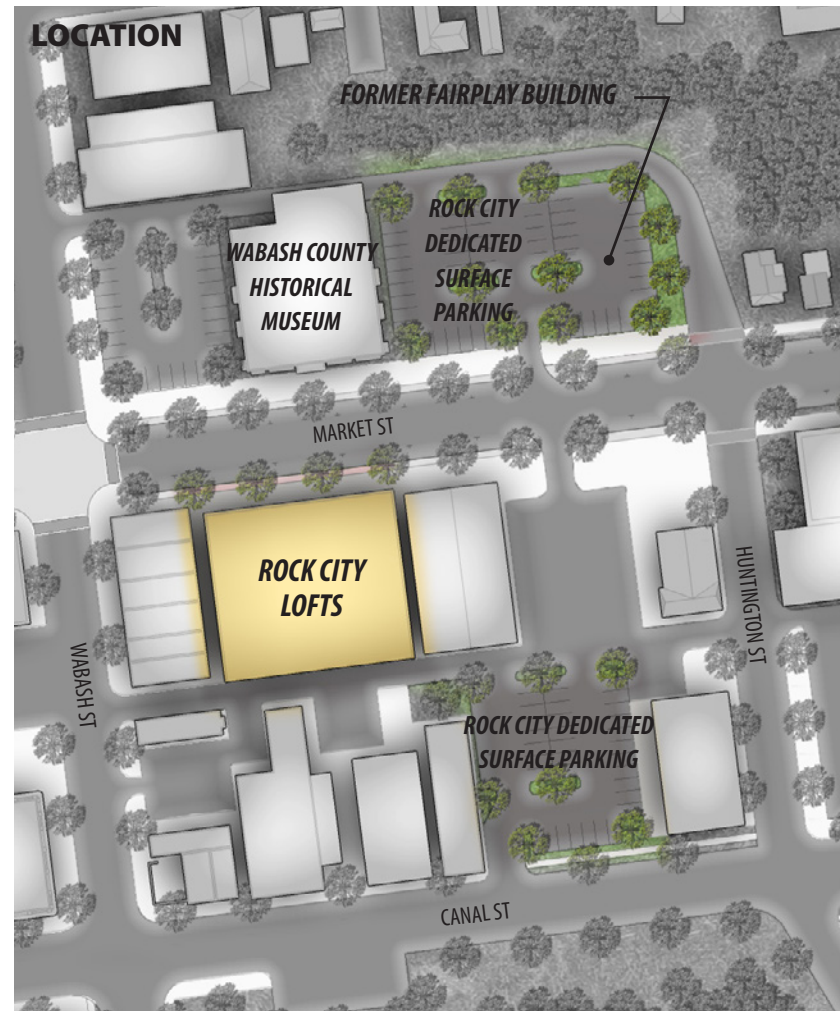 LOCATION
FORMER FAIRPLAY BUILDING
ROCK CITY
DEDICATED
SURFACE
PARKING
WABASH COUNTY
HISTORICAL
MUSEUM
MARKET ST
ROCK CITY
LOFTS
HUNTINGTON ST
WABASH ST
ROCK CITY DEDICATED
SURFACE PARKING
CANAL ST